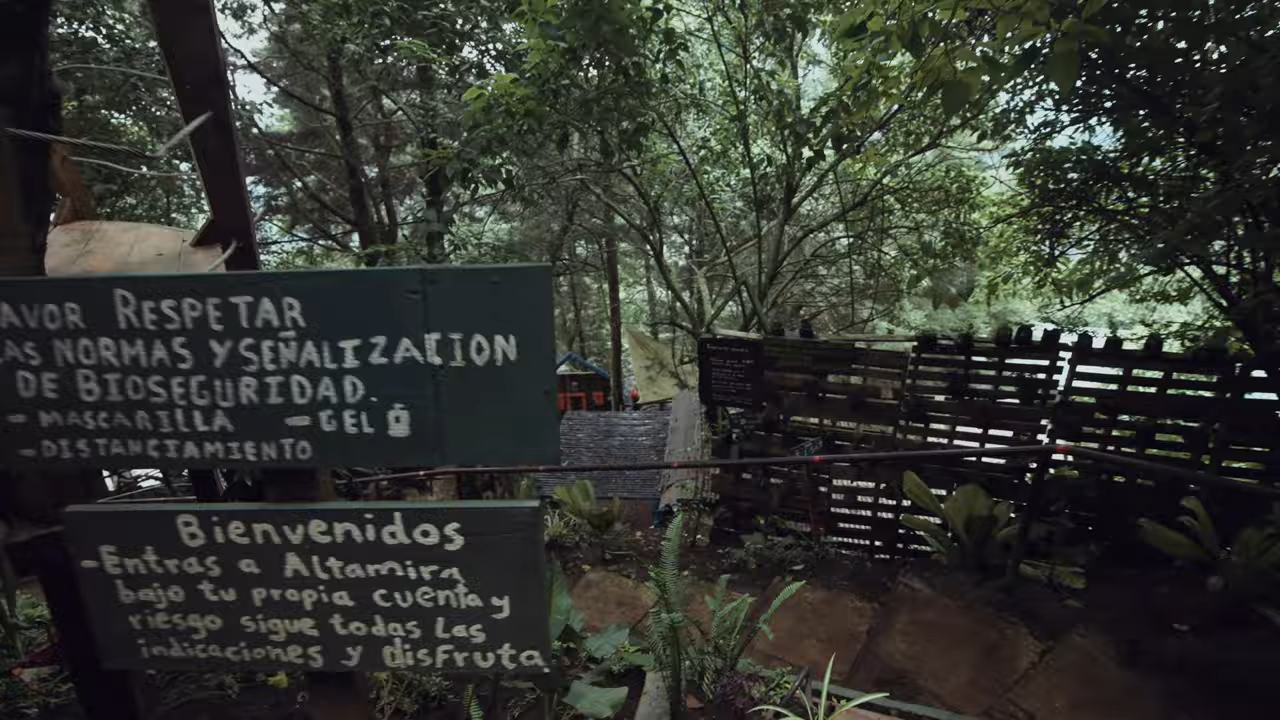 AVOR RESPETAR
AS NORMAS Y SEÑALIZACION
DE BIOSEGURIDAD.
- MASCARILLA - GEL
- DISTANCIAMIENTO
Bienvenidos
- Entras a Altamira
bajo tu propia cuenta y
riesgo sigue todas las
indicaciones y disfruta